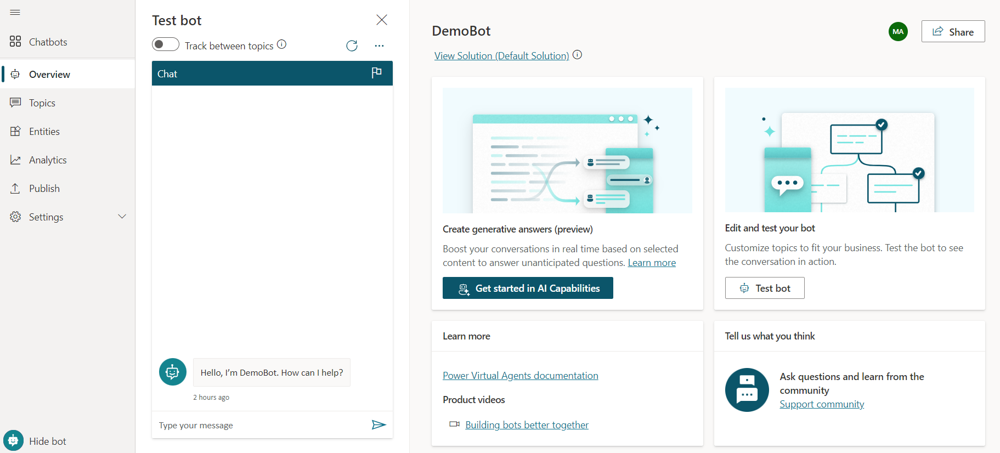 Chatbots
Overview
Topics
Entities
Analytics
Publish
Settings
Hide bot
Test bot
Track between topics
Chat
Hello, I'm DemoBot. How can I help?
2 hours ago
Type your message
DemoBot
MA
Share
View Solution (Default Solution)
Create generative answers (preview)
Boost your conversations in real time based on selected
content to answer unanticipated questions. Learn more
Get started in AI Capabilities
Edit and test your bot
Customize topics to fit your business. Test the bot to see
the conversation in action.
Test bot
Learn more
Power Virtual Agents documentation
Product videos
Building bots better together
Tell us what you think
Ask questions and learn from the
community
Support community